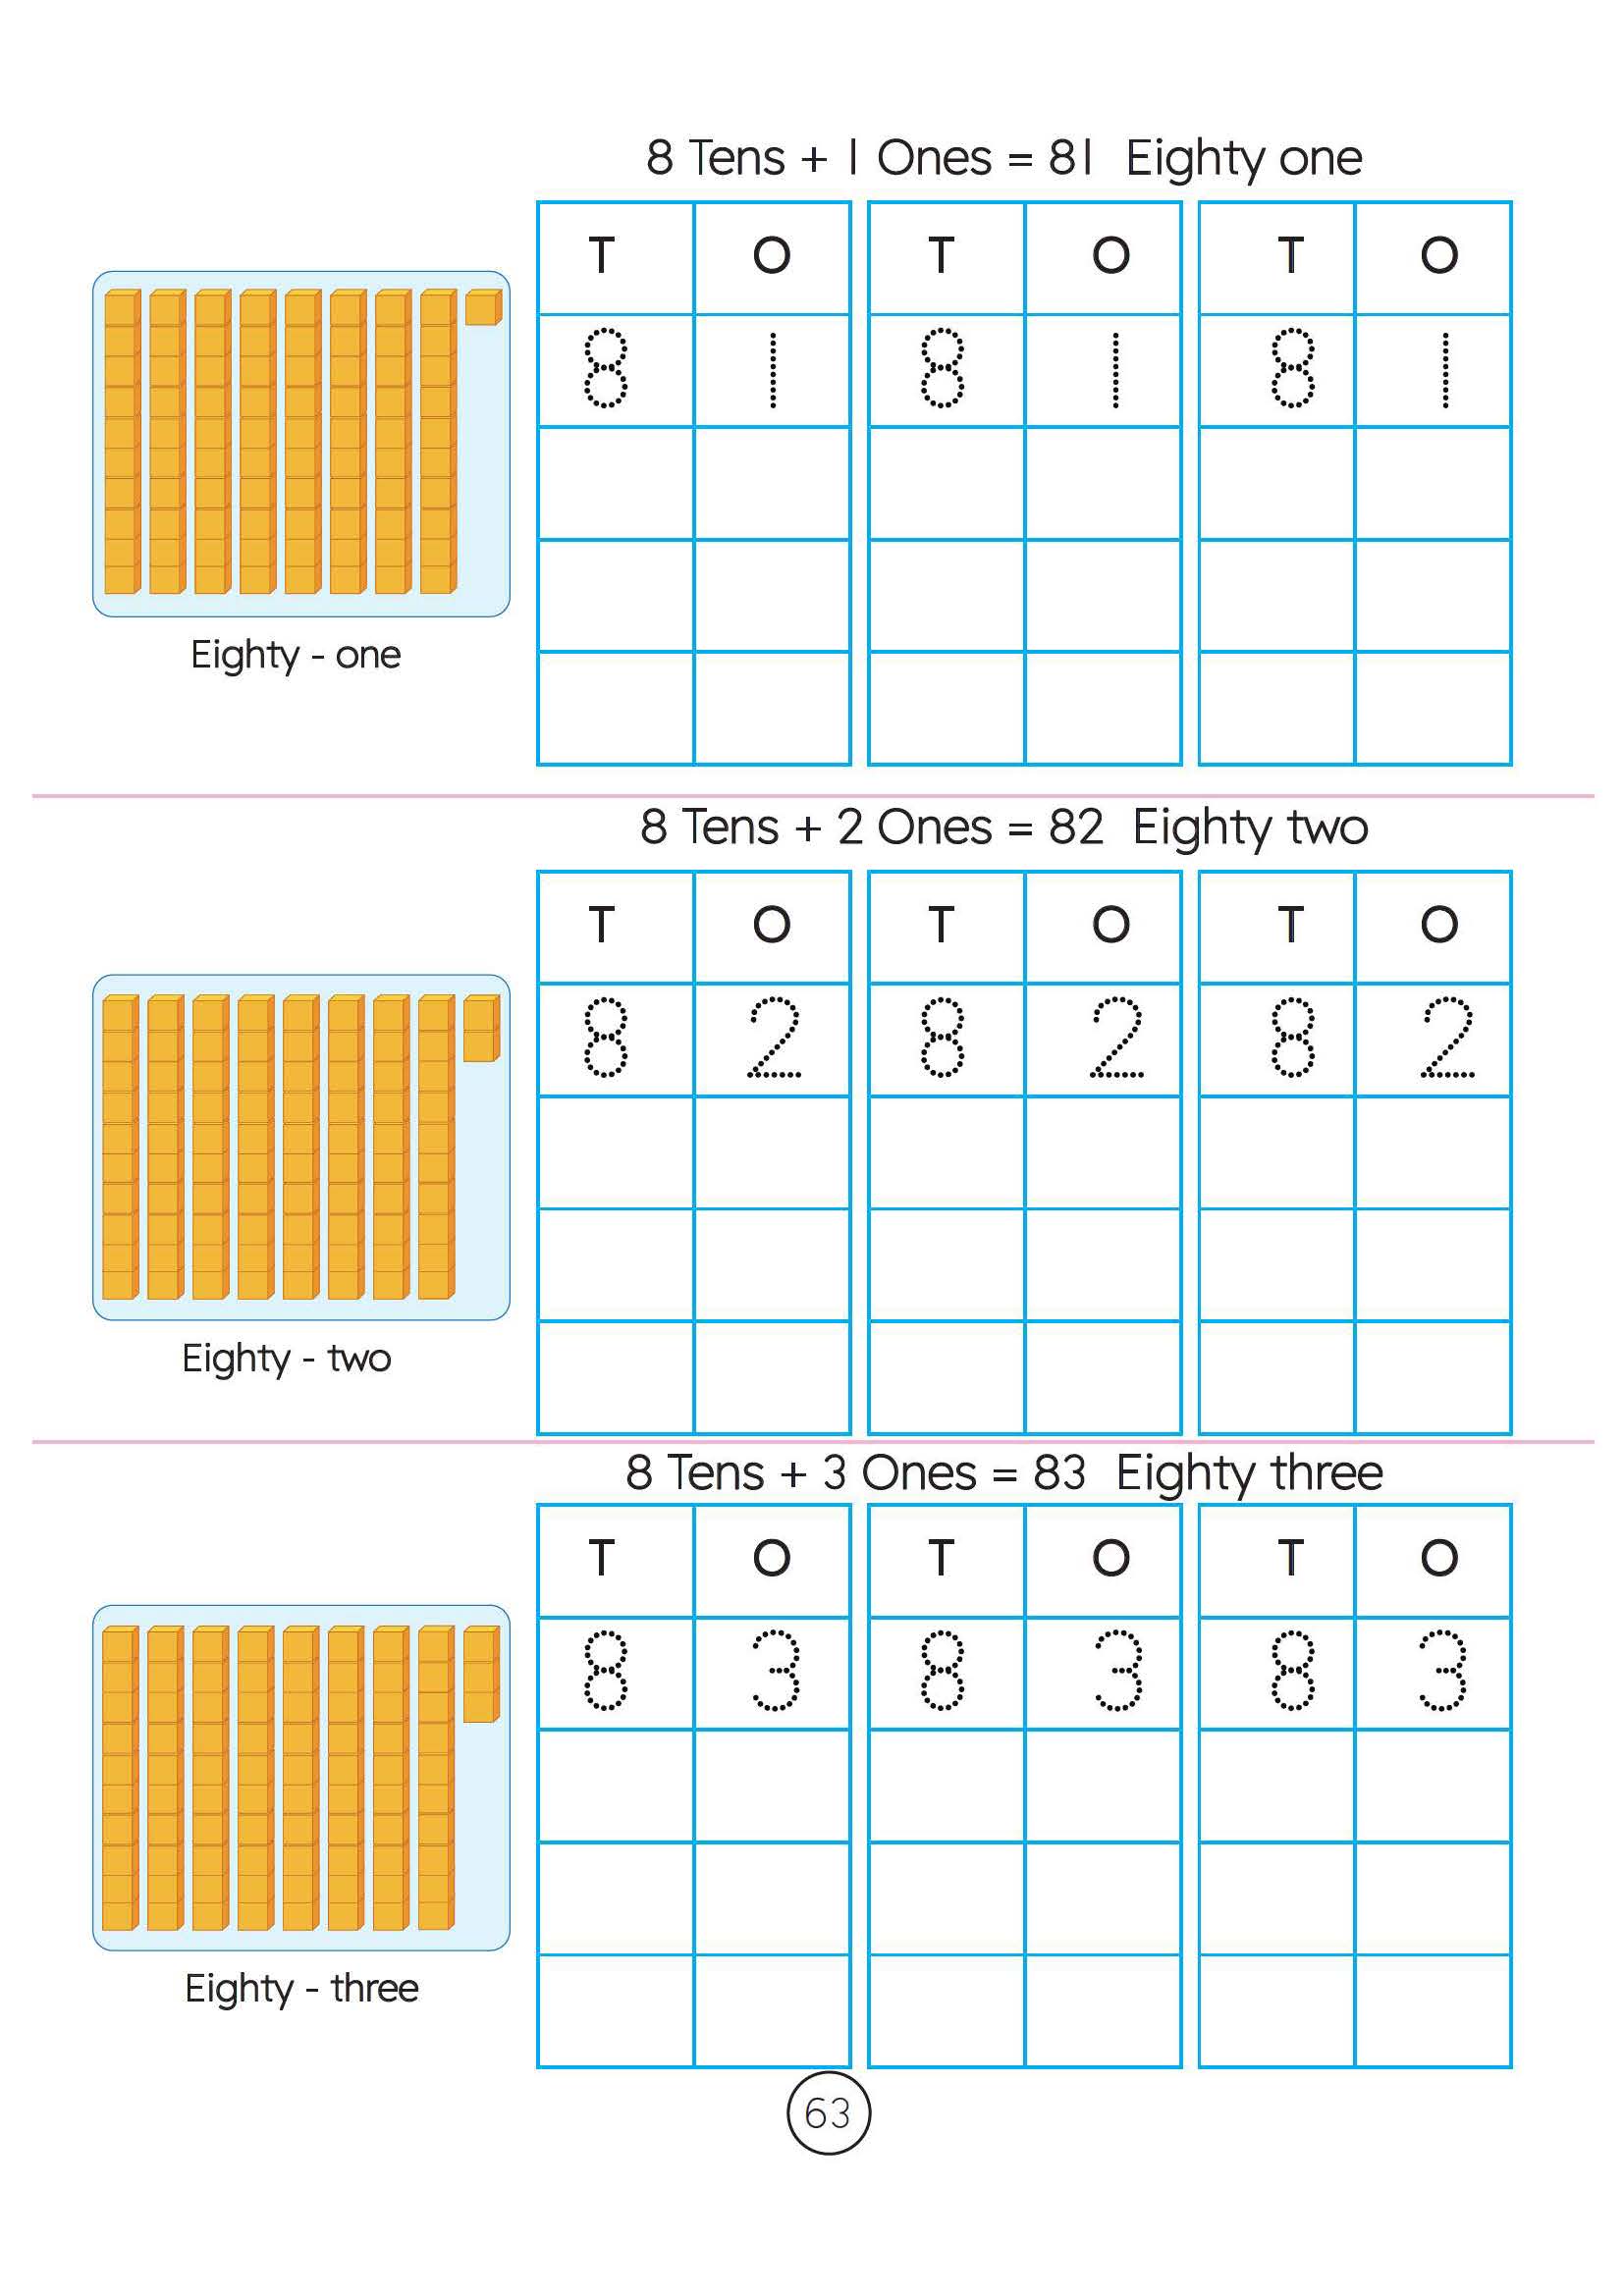 8 Tens + 1 Ones = 81 Eighty one
T O T O T O
8 1 8 1 8 1
Eighty - one
8 Tens + 2 Ones = 82 Eighty two
T O T O T O
8 2 8 2 8 2
Eighty - two
8 Tens + 3 Ones = 83 Eighty three
T O T O T O
8 3 8 3 8 3
Eighty - three
63